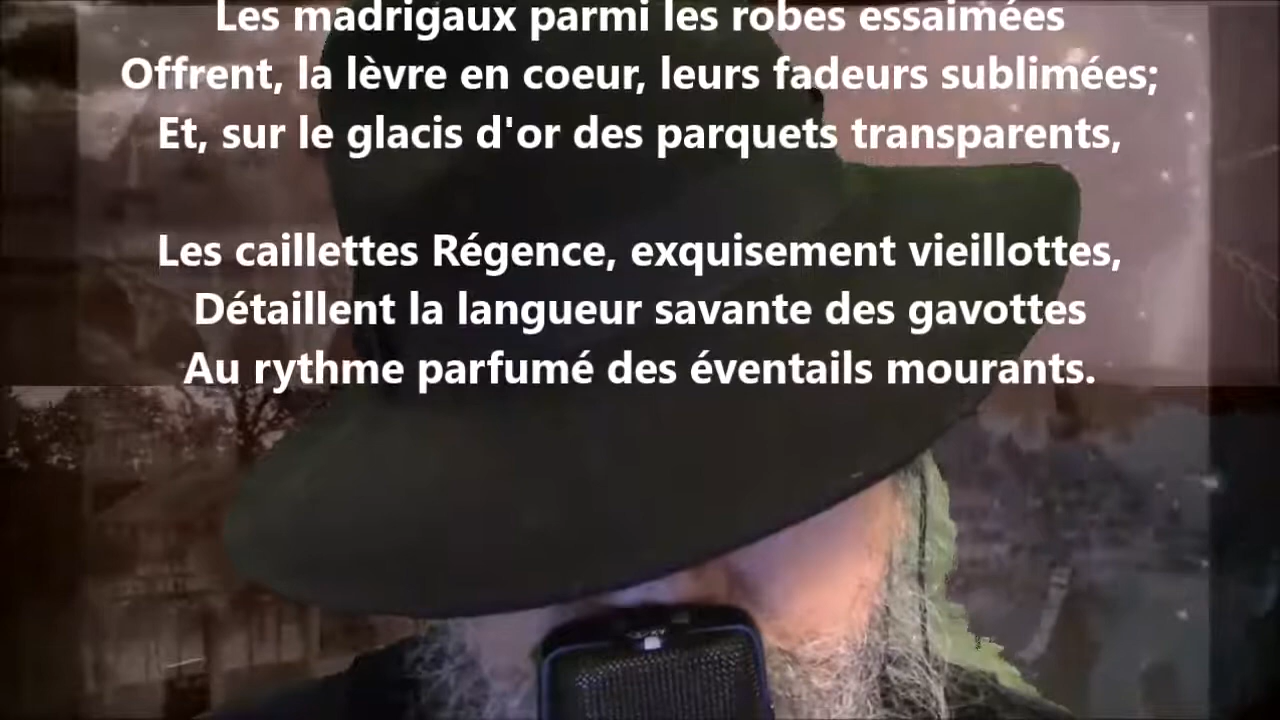 Les madrigaux parmi les robes essaimées
Offrent, la lèvre en coeur, leurs fadeurs sublimées;
Et, sur le glacis d'or des parquets transparents,
Les caillettes Régence, exquisement vieillottes,
Détaillent la langueur savante des gavottes
Au rythme parfumé des éventails mourants.